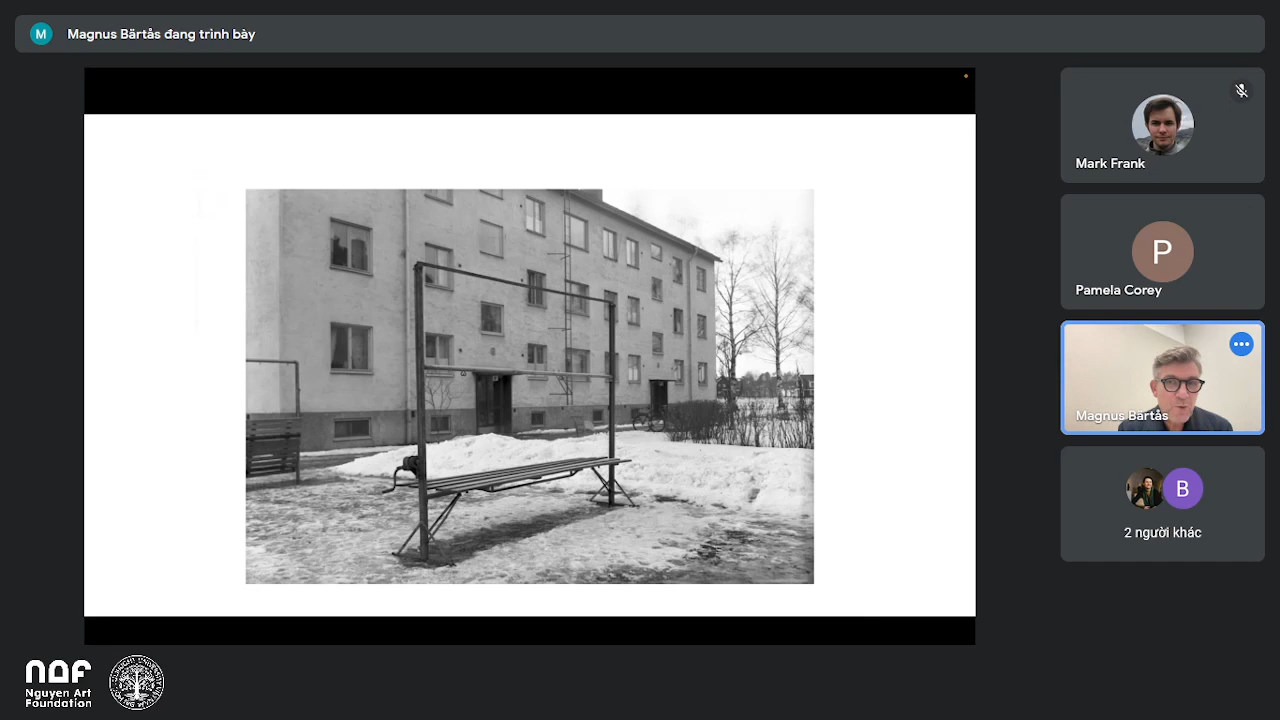 M
Magnus Bärtås đang trình bày
Mark Frank
P
Pamela Corey
Magnus Bärtås
B
2 người khác
naf
Nguyen Art
Foundation